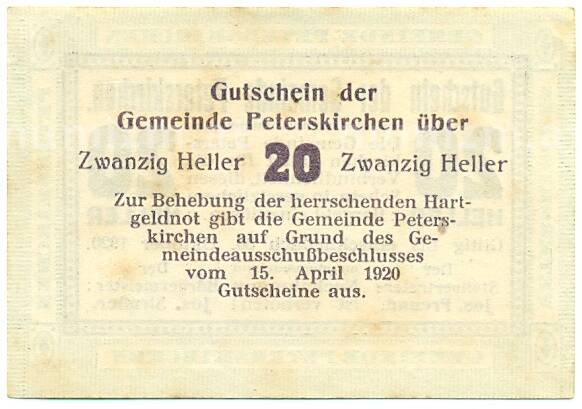 Gutschein der
Gemeinde Peterskirchen über
Zwanzig Heller 20 Zwanzig Heller
Zur Behebung der herrschenden Hart-
geldnot gibt die Gemeinde Peters-
kirchen auf Grund des Ge-
meindeausschußbeschlusses
vom 15. April 1920
Gutscheine aus.